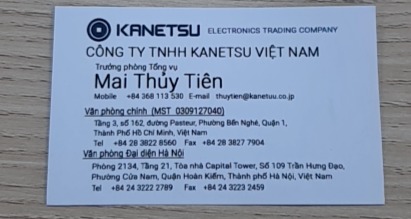 KANETSU ELECTRONICS TRADING COMPANY
CÔNG TY TNHH KANETSU VIỆT NAM
Trưởng phòng Tổng vụ
Mai Thủy Tiên
Mobile +84 368 113 530 E-mail thuytien@kanetuu.co.jp
Văn phòng chính (MST 0309127040)
Tầng 3, số 162, đường Pasteur, Phường Bến Nghé, Quận 1,
Thành Phố Hồ Chí Minh, Việt Nam
Tel +84 28 3822 8560 Fax +84 28 3827 7904
Văn phòng Đại diện Hà Nội
Phòng 2134, Tầng 21, Tòa nhà Capital Tower, Số 109 Trần Hưng Đạo,
Phường Cửa Nam, Quận Hoàn Kiếm, Thành phố Hà Nội, Việt Nam
Tel +84 24 3222 2789 Fax +84 24 3223 2459